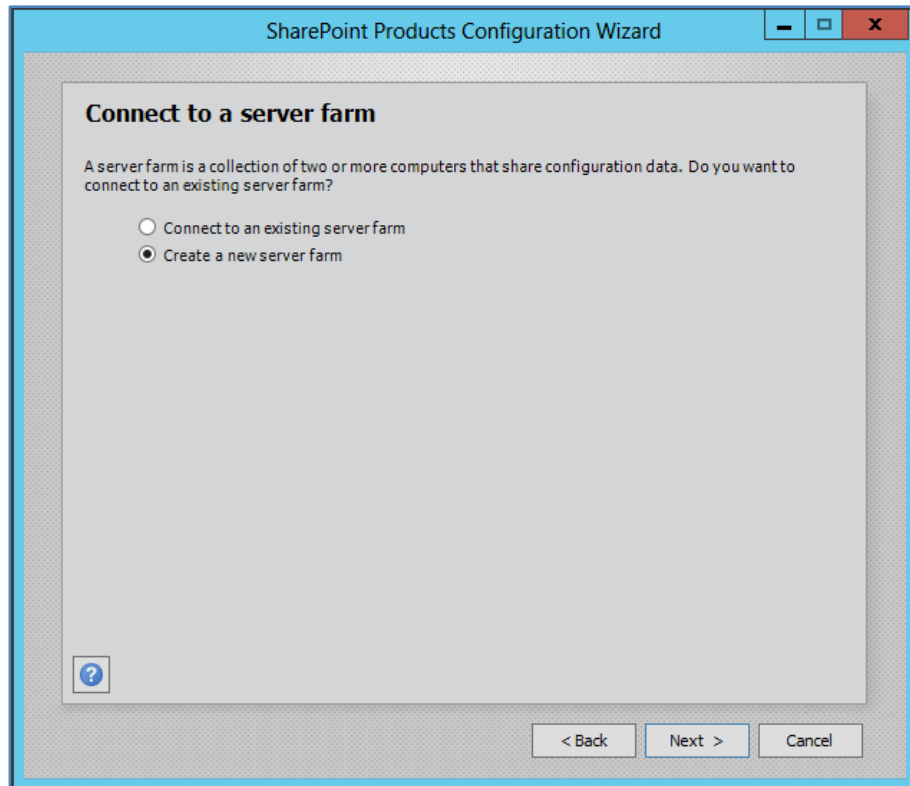 SharePoint Products Configuration Wizard
Connect to a server farm
A server farm is a collection of two or more computers that share configuration data. Do you want to
connect to an existing server farm?
Connect to an existing server farm
Create a new server farm
?
< Back
Next >
Cancel